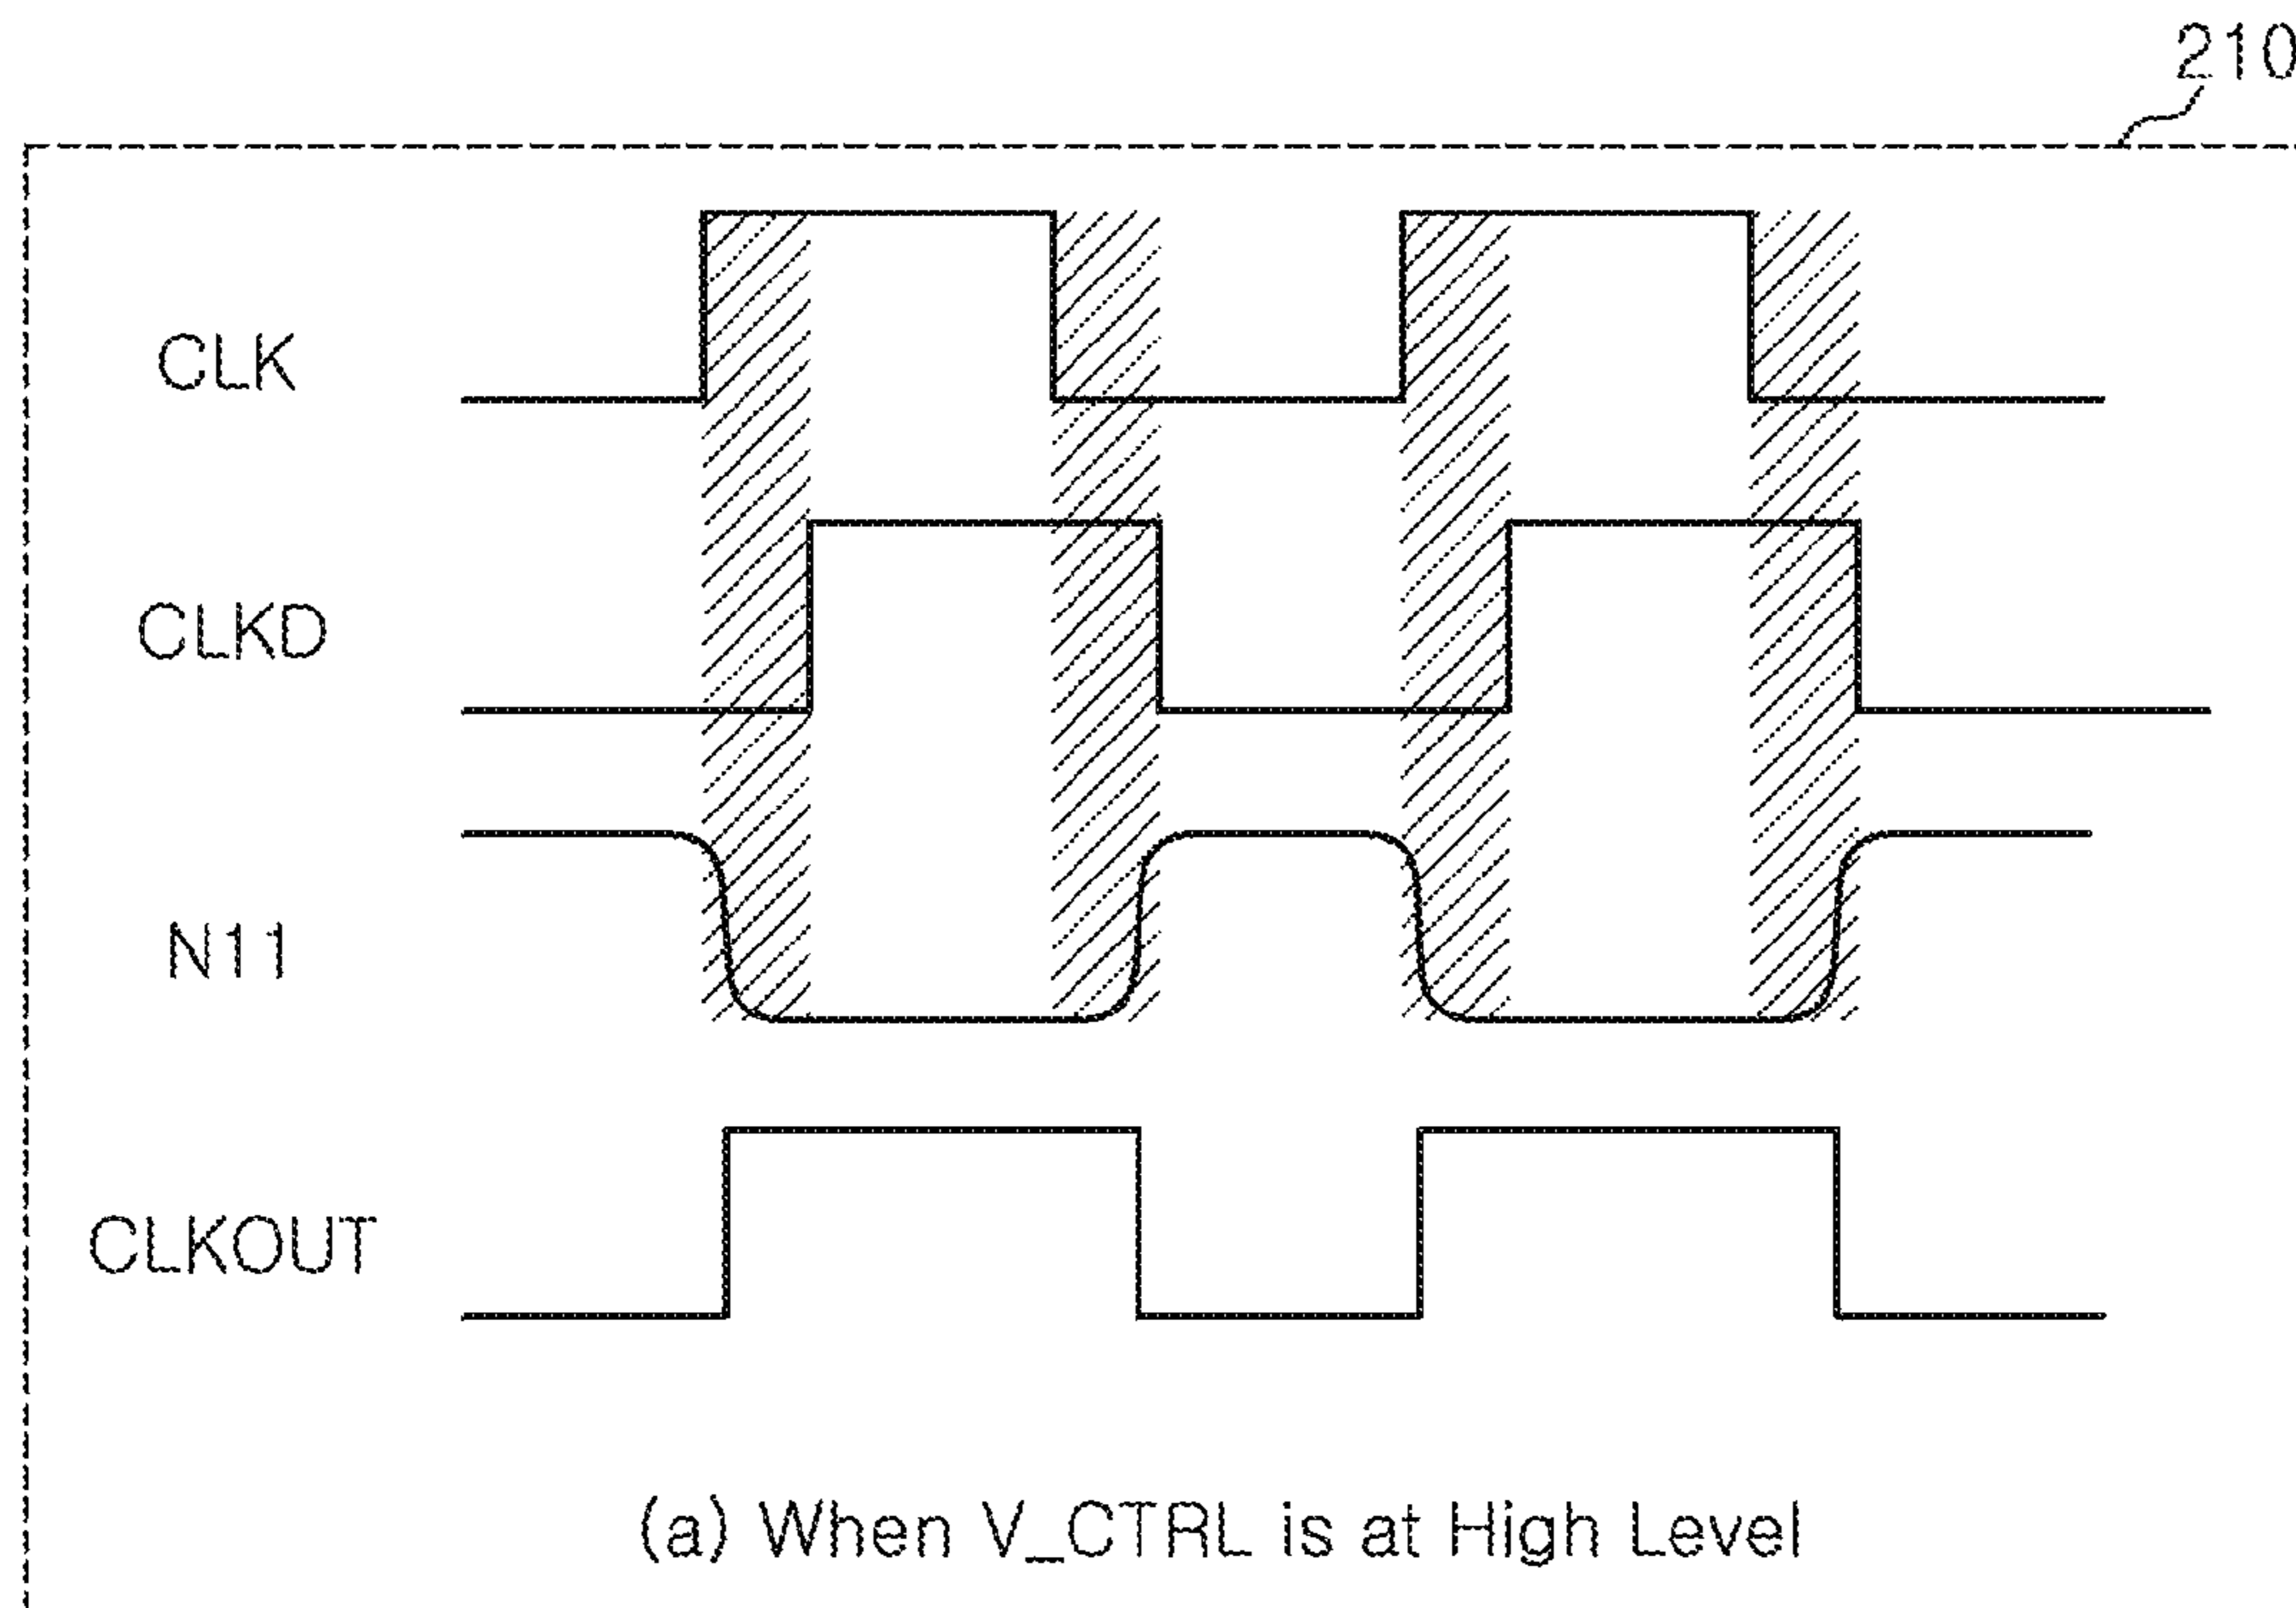 210
CLK
CLKD
N11
CLKOUT
(a) When V_CTRL is at High Level